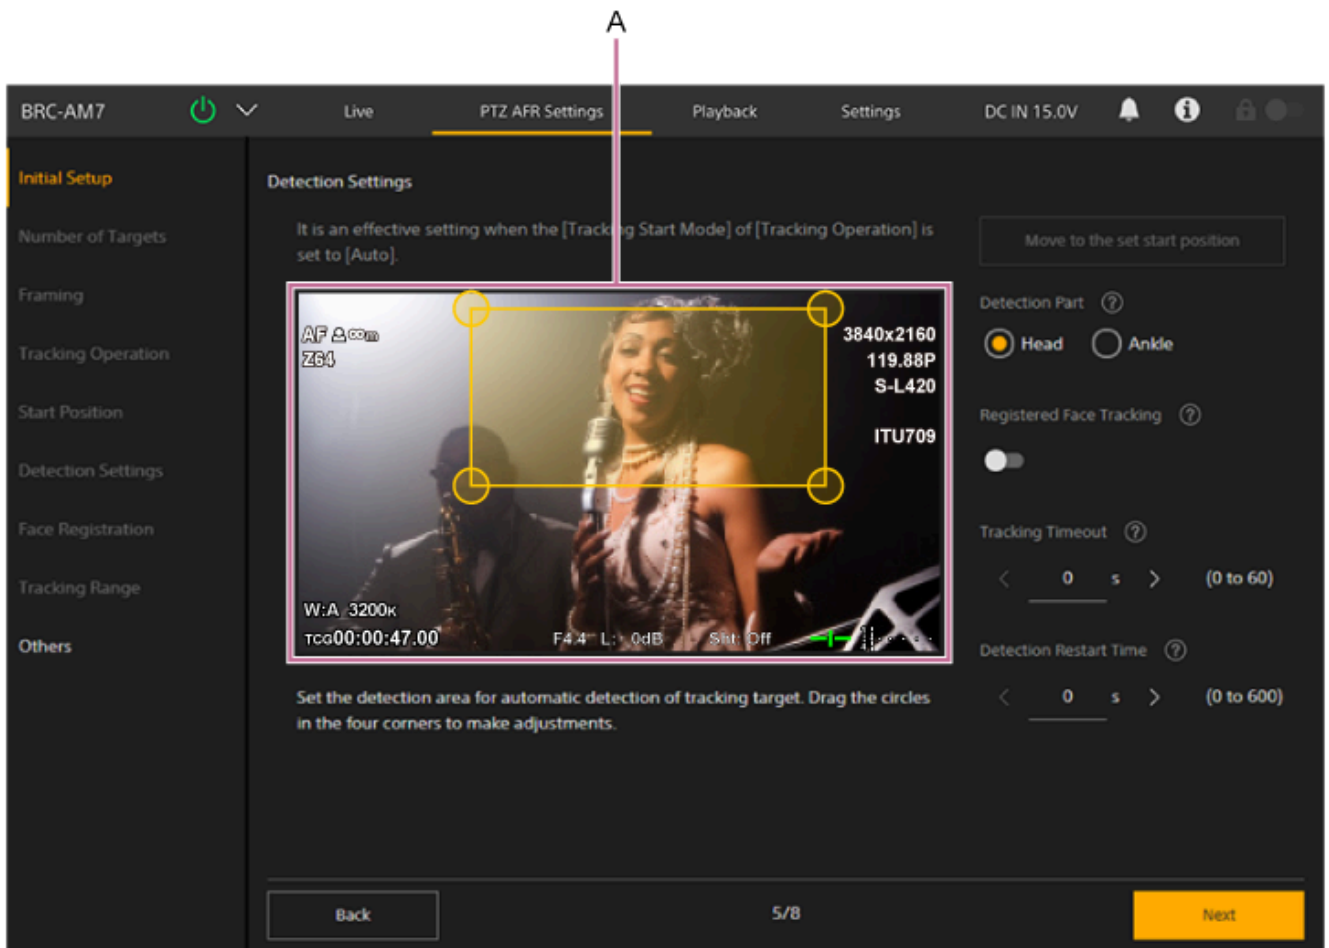 A
BRC-AM7
Live
PTZ AFR Settings
Playback
Settings
DC IN 15.0V
Initial Setup
Number of Targets
Framing
Tracking Operation
Start Position
Detection Settings
Face Registration
Tracking Range
Others
Detection Settings
It is an effective setting when the [Tracking Start Mode] of [Tracking Operation] is
set to [Auto].
AF ∞m
Z64
3840x2160
119.88P
S-L420
ITU709
W:A 3200K
TCG00:00:47.00
F4.4 L: 0dB Sht: Off
Set the detection area for automatic detection of tracking target. Drag the circles
in the four corners to make adjustments.
Move to the set start position
Detection Part ?
Head Ankle
Registered Face Tracking ?
Tracking Timeout ?
< 0 s > (0 to 60)
Detection Restart Time ?
< 0 s > (0 to 600)
Back
5/8
Next